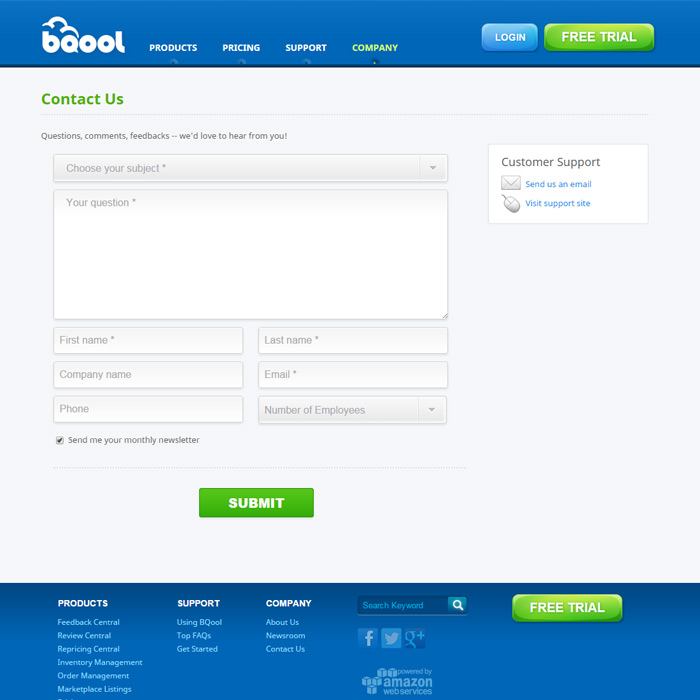 bqool
PRODUCTS PRICING SUPPORT COMPANY
LOGIN
FREE TRIAL
Contact Us
Questions, comments, feedbacks -- we'd love to hear from you!
Choose your subject *
Your question *
First name *
Last name *
Company name
Email *
Phone
Number of Employees
Send me your monthly newsletter
SUBMIT
Customer Support
Send us an email
Visit support site
PRODUCTS
Feedback Central
Review Central
Repricing Central
Inventory Management
Order Management
Marketplace Listings
SUPPORT
Using BQool
Top FAQs
Get Started
COMPANY
About Us
Newsroom
Contact Us
Search Keyword
f
g+
powered by
amazon
web services
FREE TRIAL